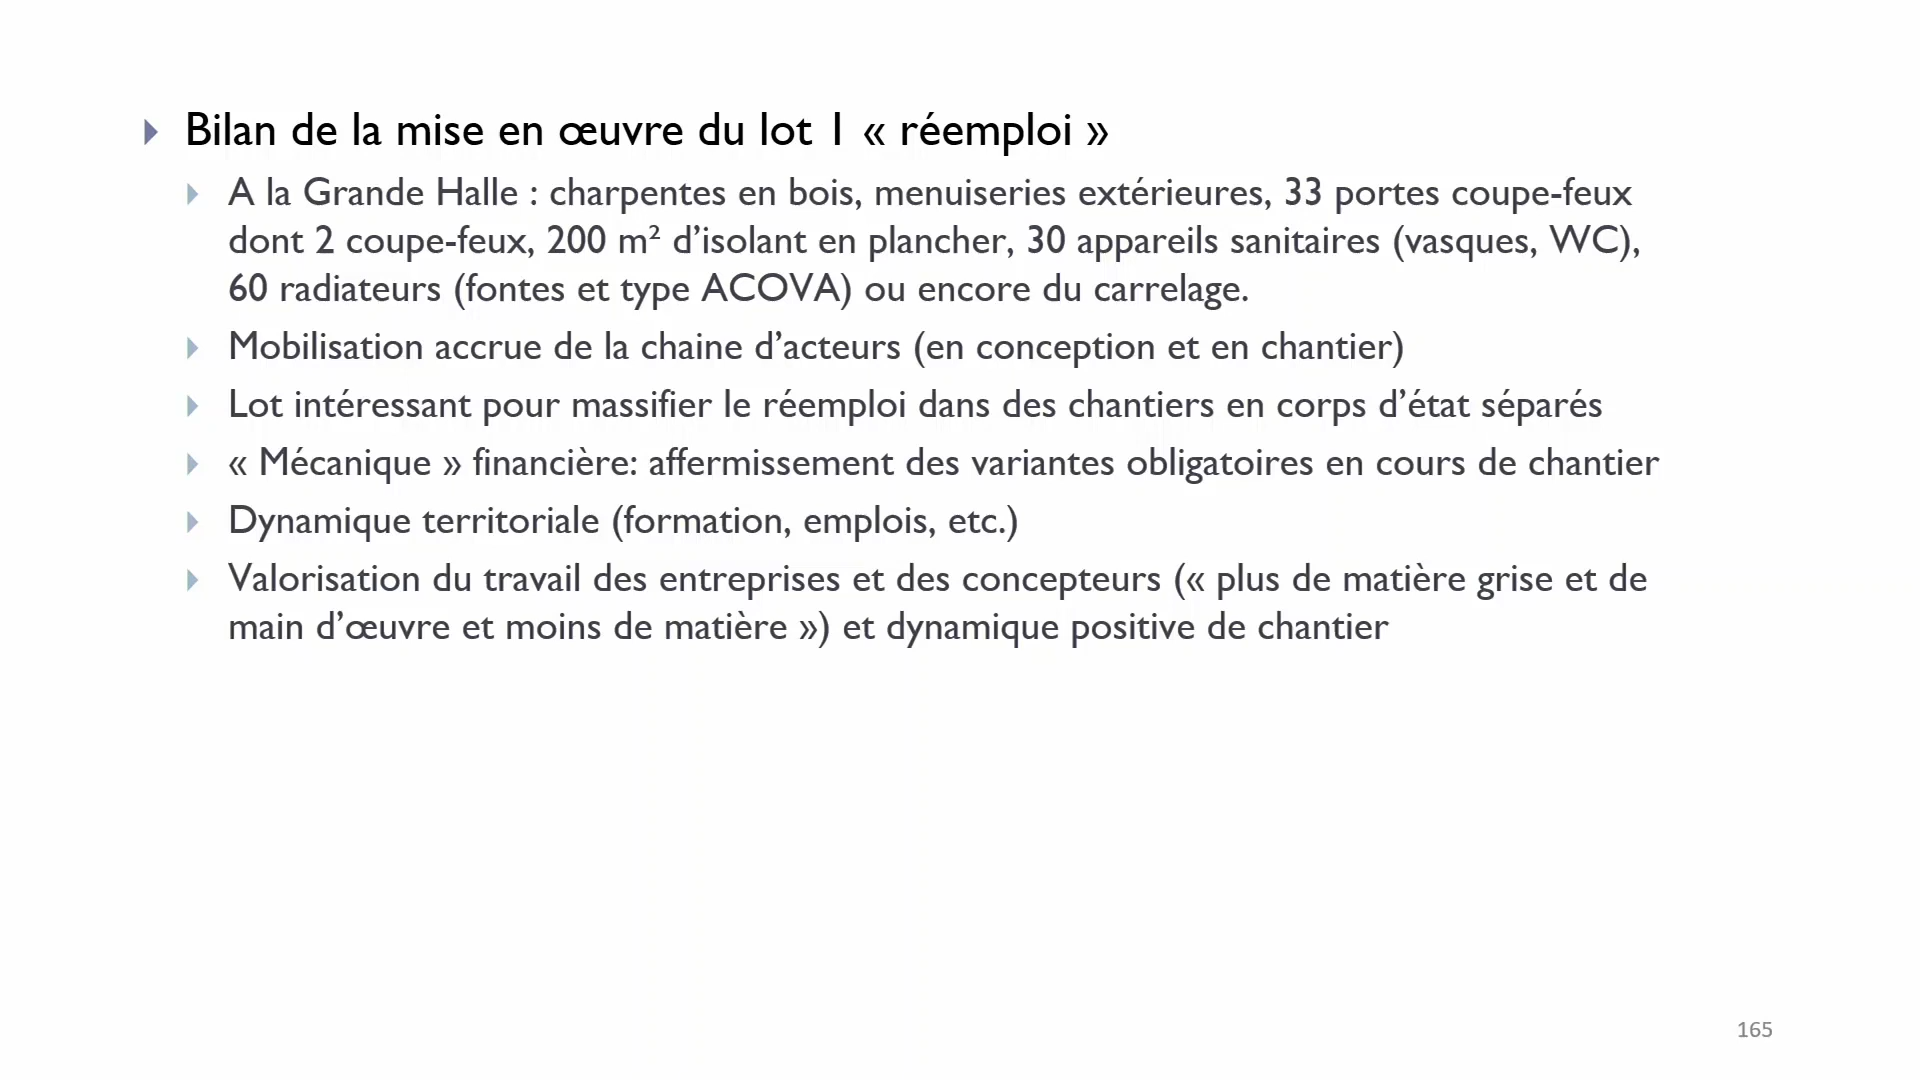 Bilan de la mise en œuvre du lot 1 « réemploi »
A la Grande Halle : charpentes en bois, menuiseries extérieures, 33 portes coupe-feux
dont 2 coupe-feux, 200 m² d’isolant en plancher, 30 appareils sanitaires (vasques, WC),
60 radiateurs (fontes et type ACOVA) ou encore du carrelage.
Mobilisation accrue de la chaine d’acteurs (en conception et en chantier)
Lot intéressant pour massifier le réemploi dans des chantiers en corps d’état séparés
« Mécanique » financière: affermissement des variantes obligatoires en cours de chantier
Dynamique territoriale (formation, emplois, etc.)
Valorisation du travail des entreprises et des concepteurs (« plus de matière grise et de
main d’œuvre et moins de matière ») et dynamique positive de chantier
165